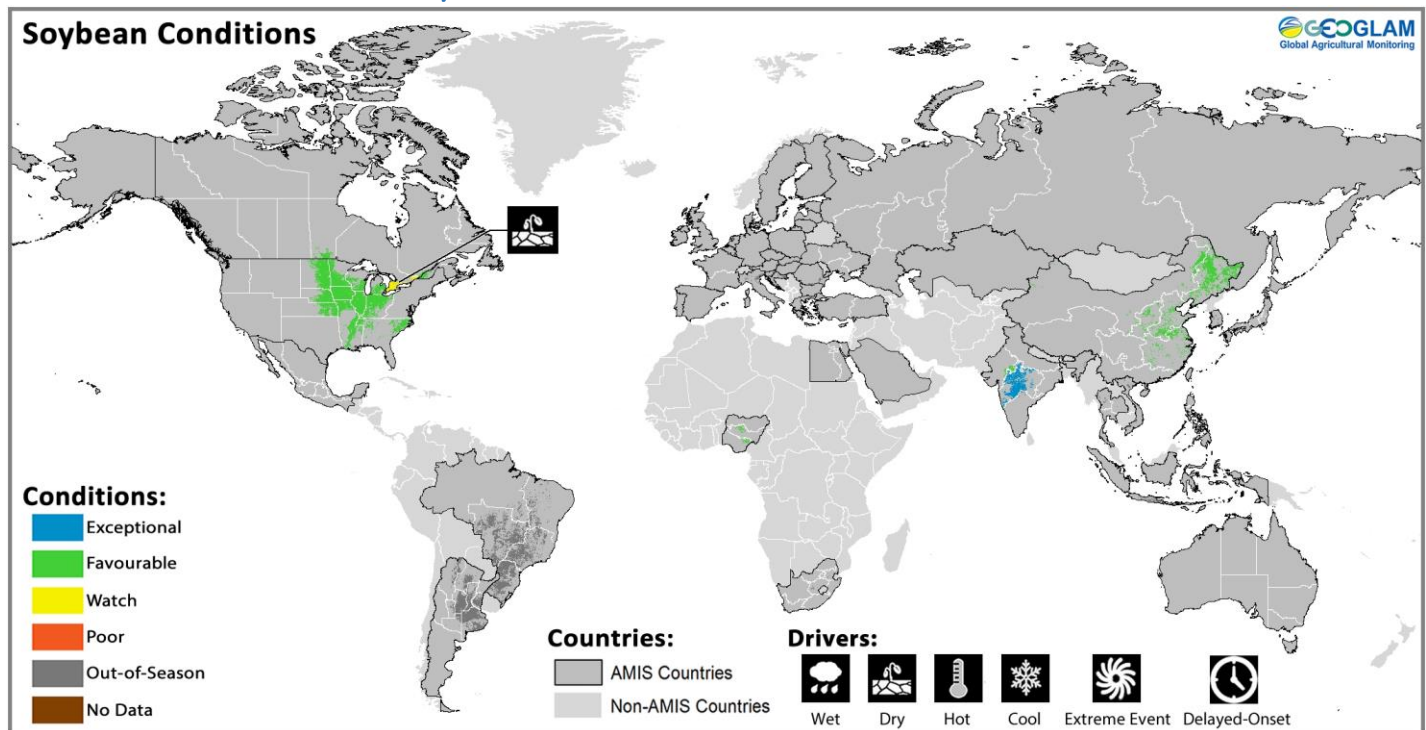 Soybean Conditions
GEOGLAM
Global Agricultural Monitoring
Conditions:
Exceptional
Favourable
Watch
Poor
Out-of-Season
No Data
Countries:
AMIS Countries
Non-AMIS Countries
Drivers:
Wet
Dry
Hot
Cool
Extreme Event
Delayed-Onset